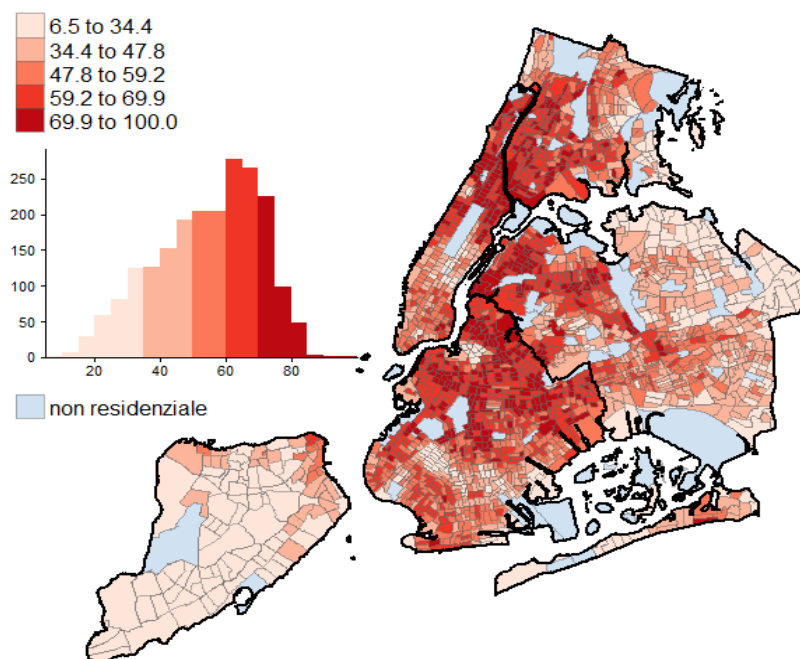 6.5 to 34.4
34.4 to 47.8
47.8 to 59.2
59.2 to 69.9
69.9 to 100.0
250
200
150
100
50
0
20 40 60 80
non residenziale